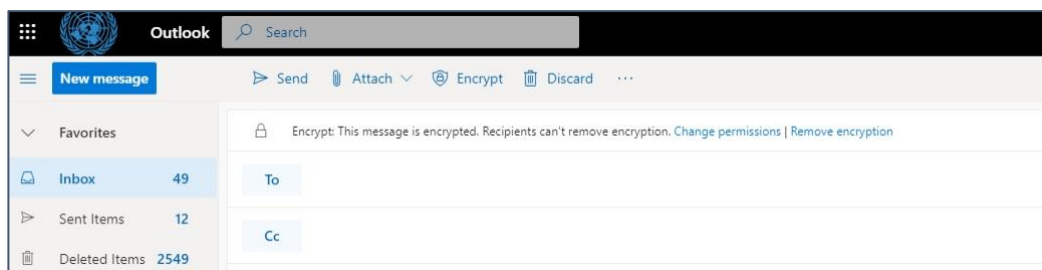 Outlook Search
New message Send Attach Encrypt Discard ...
Favorites Encrypt: This message is encrypted. Recipients can't remove encryption. Change permissions | Remove encryption
Inbox 49 To
Sent Items 12
Cc
Deleted Items 2549